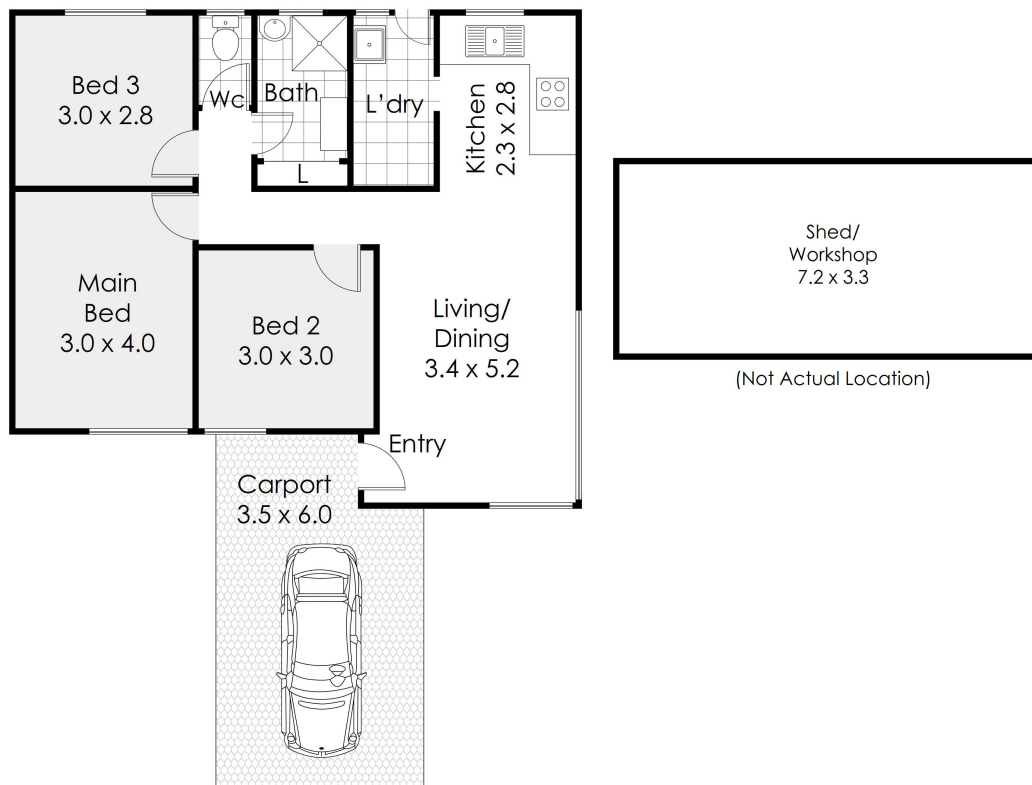 Bed 3
3.0 x 2.8
Wc
Bath
L'dry
Kitchen
2.3 x 2.8
L
Main
Bed
3.0 x 4.0
Bed 2
3.0 x 3.0
Living/
Dining
3.4 x 5.2
Entry
Carport
3.5 x 6.0
Shed/
Workshop
7.2 x 3.3
(Not Actual Location)